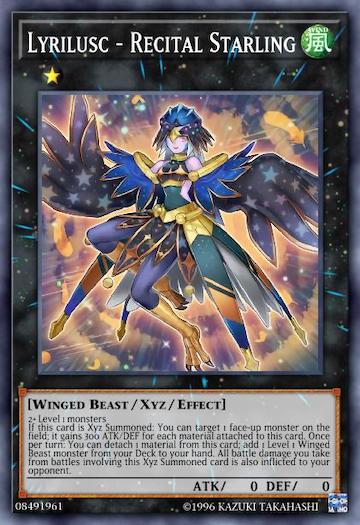 LYRILUSC - RECITAL STARLING
WIND
風
[WINGED BEAST/XYZ/EFFECT]
2+ Level 1 monsters
If this card is Xyz Summoned: You can target 1 face-up monster on
the field; it gains 300 ATK/DEF for each material attached to this card. Once
per turn: You can detach 1 material from this card; add 1 Level 1 Winged
Beast monster from your Deck to your hand. All battle damage you take
from battles involving this Xyz Summoned card is also inflicted to your
opponent.
ATK/ 0 DEF/ 0
08491961
©1996 KAZUKI TAKAHASHI